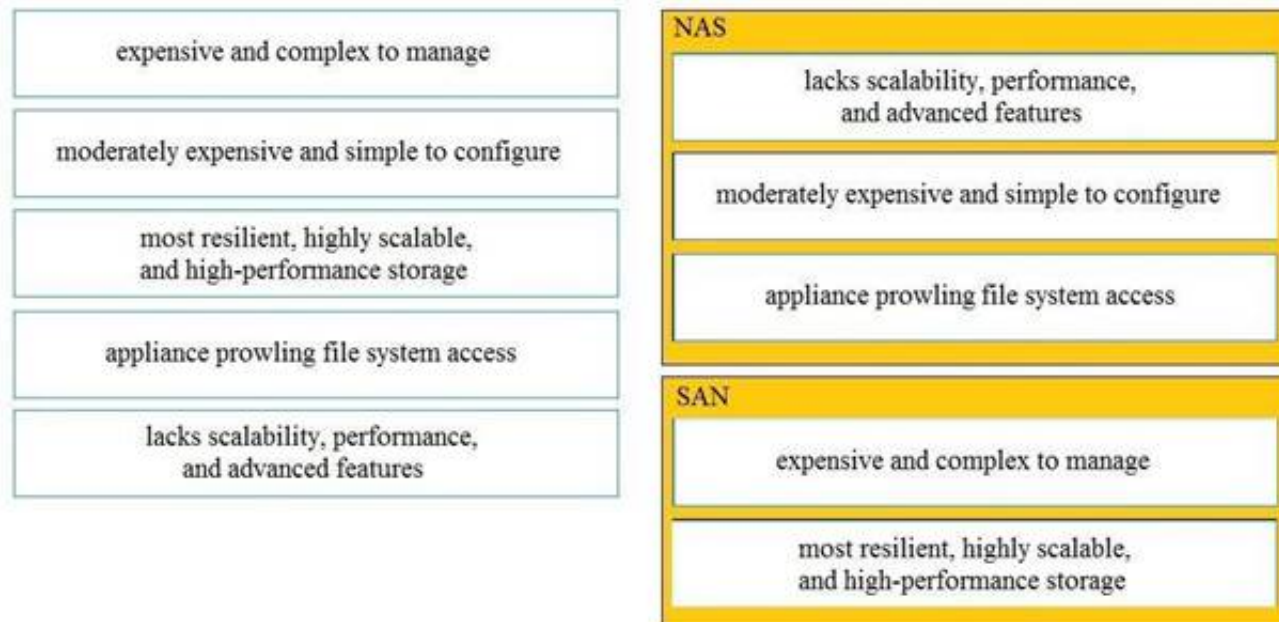 expensive and complex to manage
moderately expensive and simple to configure
most resilient, highly scalable,
and high-performance storage
appliance prowling file system access
lacks scalability, performance,
and advanced features
NAS
lacks scalability, performance,
and advanced features
moderately expensive and simple to configure
appliance prowling file system access
SAN
expensive and complex to manage
most resilient, highly scalable,
and high-performance storage